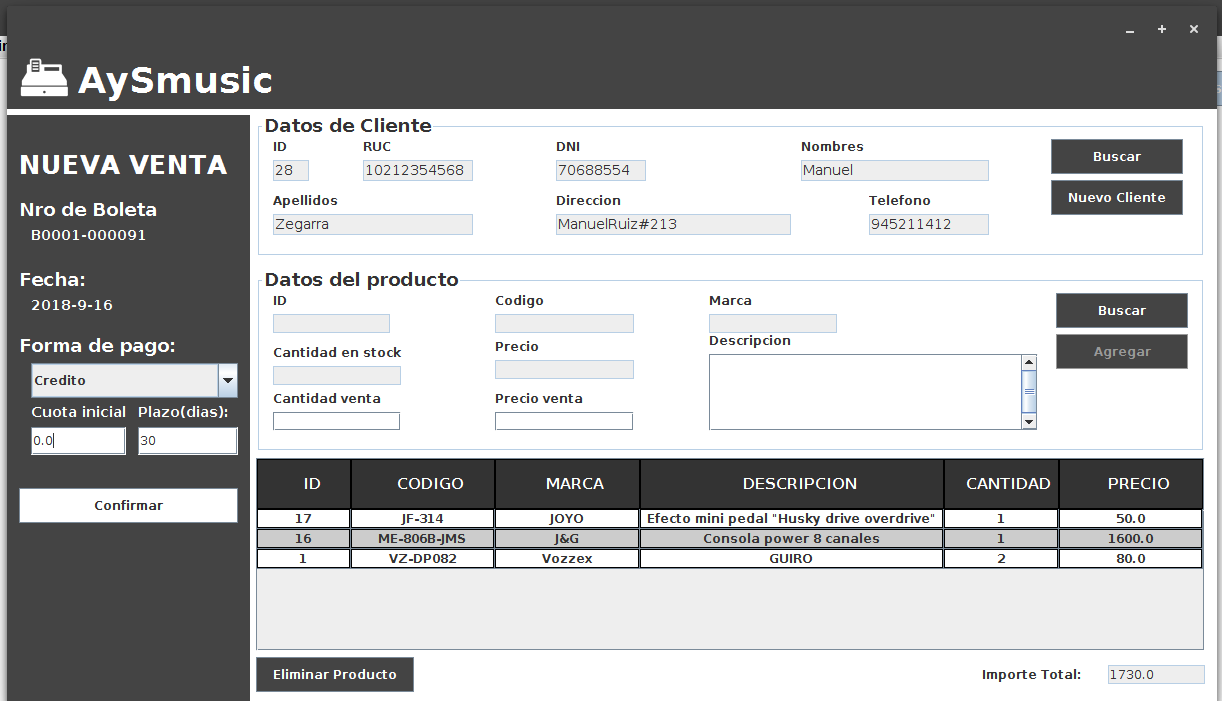 AySmusic
NUEVA VENTA
Nro de Boleta
B0001-000091
Fecha:
2018-9-16
Forma de pago:
Credito
Cuota inicial Plazo(dias):
0.0 30
Confirmar
Datos de Cliente
ID RUC DNI Nombres
28 10212354568 70688554 Manuel
Buscar
Apellidos Direccion Telefono
Zegarra ManuelRuiz#213 945211412
Nuevo Cliente
Datos del producto
ID Codigo Marca
Buscar
Cantidad en stock Precio Descripcion
Agregar
Cantidad venta Precio venta
ID CODIGO MARCA DESCRIPCION CANTIDAD PRECIO
17 JF-314 JOYO Efecto mini pedal "Husky drive overdrive" 1 50.0
16 ME-806B-JMS J&G Consola power 8 canales 1 1600.0
1 VZ-DP082 Vozzex GUIRO 2 80.0
Eliminar Producto
Importe Total: 1730.0